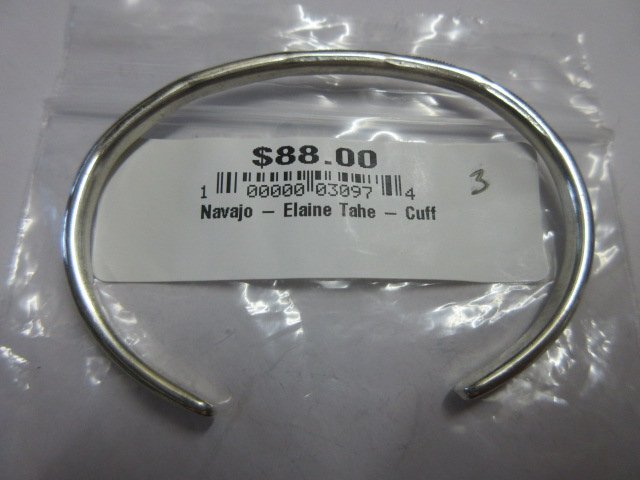 $88.00
1 00000 03097 4
3
Navajo – Elaine Tahe – Cuff